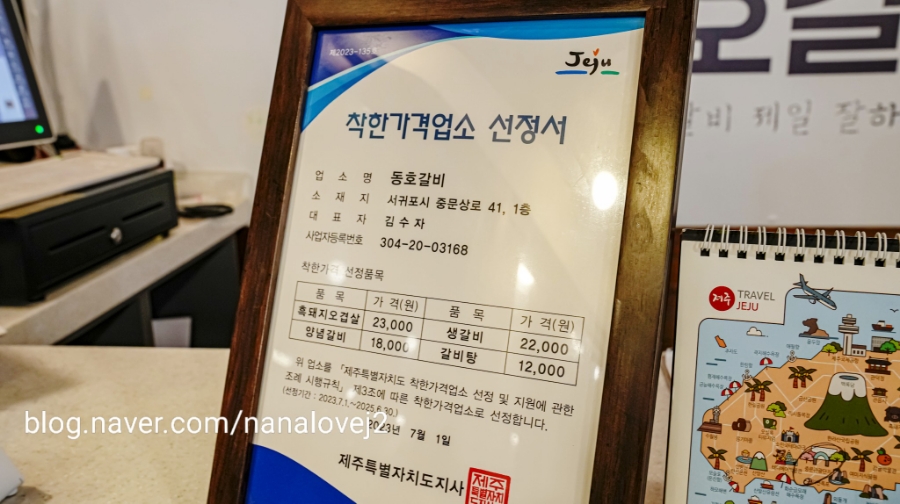 제2023-135호
Jeju
착한가격업소 선정서
업 소 명 동호갈비
소 재 지 서귀포시 중문상로 41, 1층
대 표 자 김 수 자
사업자등록번호 304-20-03168
착한가격 선정품목
품 목 가 격(원) 품 목 가 격(원)
흑돼지오겹살 23,000 생갈비 22,000
양념갈비 18,000 갈비탕 12,000
위 업소를 「제주특별자치도 착한가격업소 선정 및 지원에 관한
조례 시행규칙」 제3조에 따른 착한가격업소로 선정합니다.
(선정기간 : 2023.7.1.~2025.6.30.)
2023년 7월 1일
제주특별자치도지사
비 제일 잘하
제주 TRAVEL
JEJU
blog.naver.com/nanalovej2